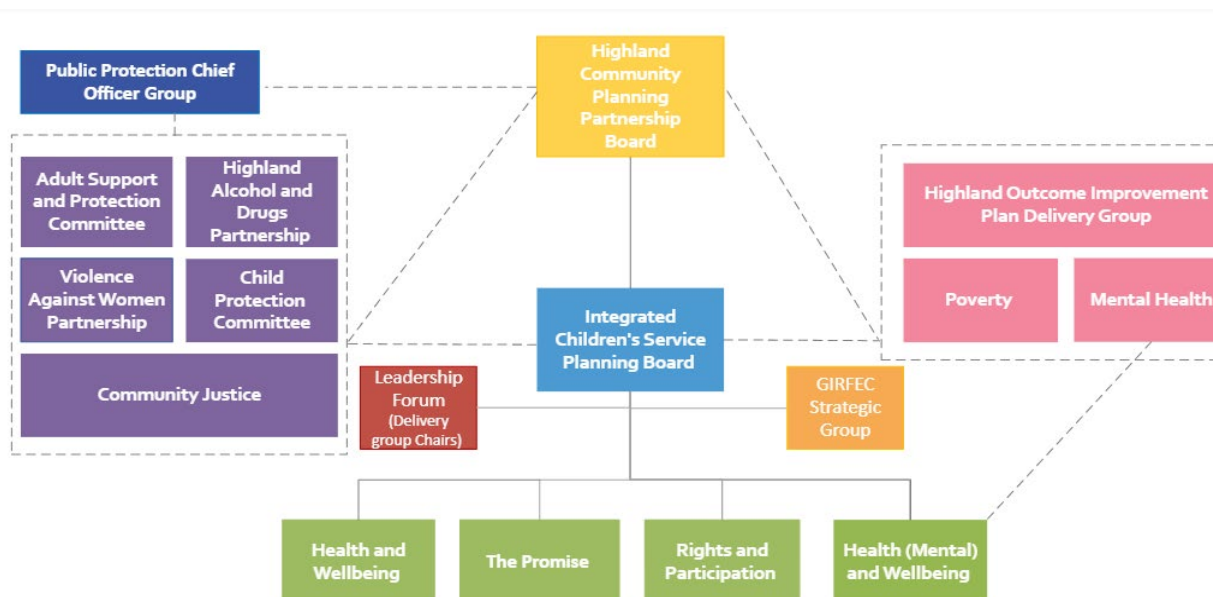 Public Protection Chief
Officer Group
Highland
Community
Planning
Partnership
Board
Adult Support
and Protection
Committee
Highland
Alcohol and
Drugs
Partnership
Violence
Against Women
Partnership
Child
Protection
Committee
Community Justice
Highland Outcome Improvement
Plan Delivery Group
Poverty
Mental Health
Integrated
Children's Service
Planning Board
Leadership
Forum
(Delivery
group Chairs)
GIRFEC
Strategic
Group
Health and
Wellbeing
The Promise
Rights and
Participation
Health (Mental)
and Wellbeing